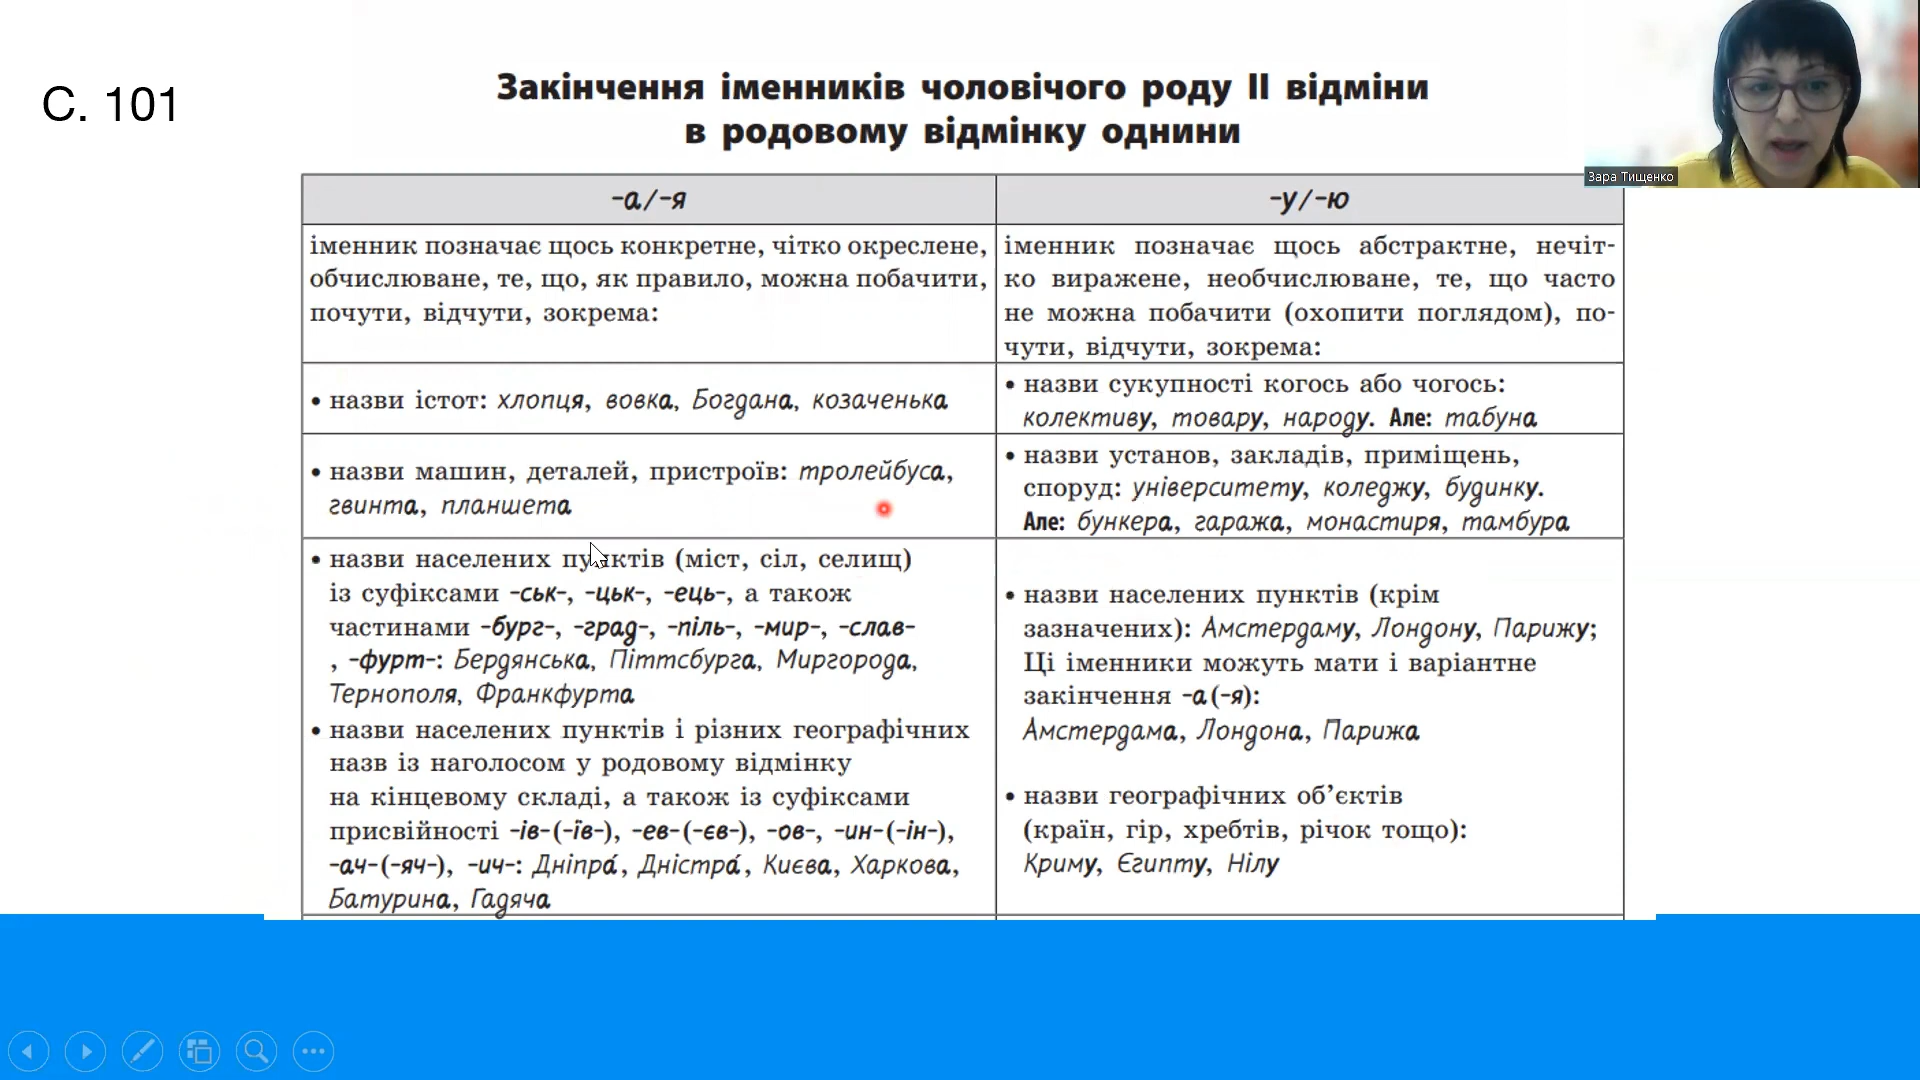 С. 101
Закінчення іменників чоловічого роду II відміни
в родовому відмінку однини
Зара Тищенко
-а/-я
-у/-ю
іменник позначає щось конкретне, чітко окреслене,
обчислюване, те, що, як правило, можна побачити,
почути, відчути, зокрема:
іменник позначає щось абстрактне, нечіт-
ко виражене, необчислюване, те, що часто
не можна побачити (охопити поглядом), по-
чути, відчути, зокрема:
• назви істот: хлопця, вовка, Богдана, козаченька
• назви сукупності когось або чогось:
колективу, товару, народу. Але: табуна
• назви машин, деталей, пристроїв: тролейбуса,
гвинта, планшета
• назви установ, закладів, приміщень,
споруд: університету, коледжу, будинку.
Але: бункера, гаража, монастиря, тамбура
• назви населених пунктів (міст, сіл, селищ)
із суфіксами -ськ-, -цьк-, -ець-, а також
частинами -бург-, -град-, -піль-, -мир-, -слав-
, -фурт-: Бердянська, Піттсбурга, Миргорода,
Тернополя, Франкфурта
• назви населених пунктів і різних географічних
назв із наголосом у родовому відмінку
на кінцевому складі, а також із суфіксами
присвійності -ів-(-їв-), -ев-(-єв-), -ов-, -ин-(-ін-),
-ач-(-яч-), -ич-: Дніпра́, Дністра́, Києва, Харкова,
Батурина, Гадяча
• назви населених пунктів (крім
зазначених): Амстердаму, Лондону, Парижу;
Ці іменники можуть мати і варіантне
закінчення -а(-я):
Амстердама, Лондона, Парижа
• назви географічних об’єктів
(країн, гір, хребтів, річок тощо):
Криму, Єгипту, Нілу